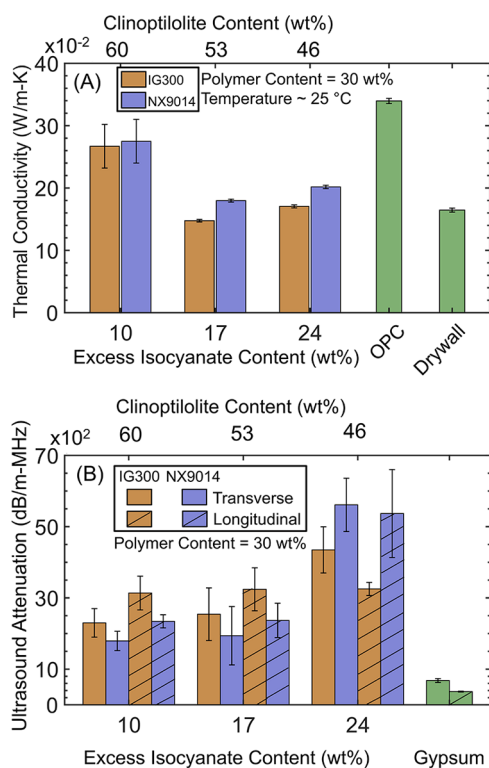 Clinoptilolite Content (wt%)
60 53 46
x10⁻²
40
30
20
10
0
Thermal Conductivity (W/m-K)
(A)
IG300
NX9014
Polymer Content = 30 wt%
Temperature ~ 25 °C
10 17 24 OPC Drywall
Excess Isocyanate Content (wt%)
Clinoptilolite Content (wt%)
60 53 46
x10²
70
50
30
10
0
Ultrasound Attenuation (dB/m-MHz)
(B)
IG300 NX9014
Transverse
Longitudinal
Polymer Content = 30 wt%
10 17 24
Excess Isocyanate Content (wt%) Gypsum